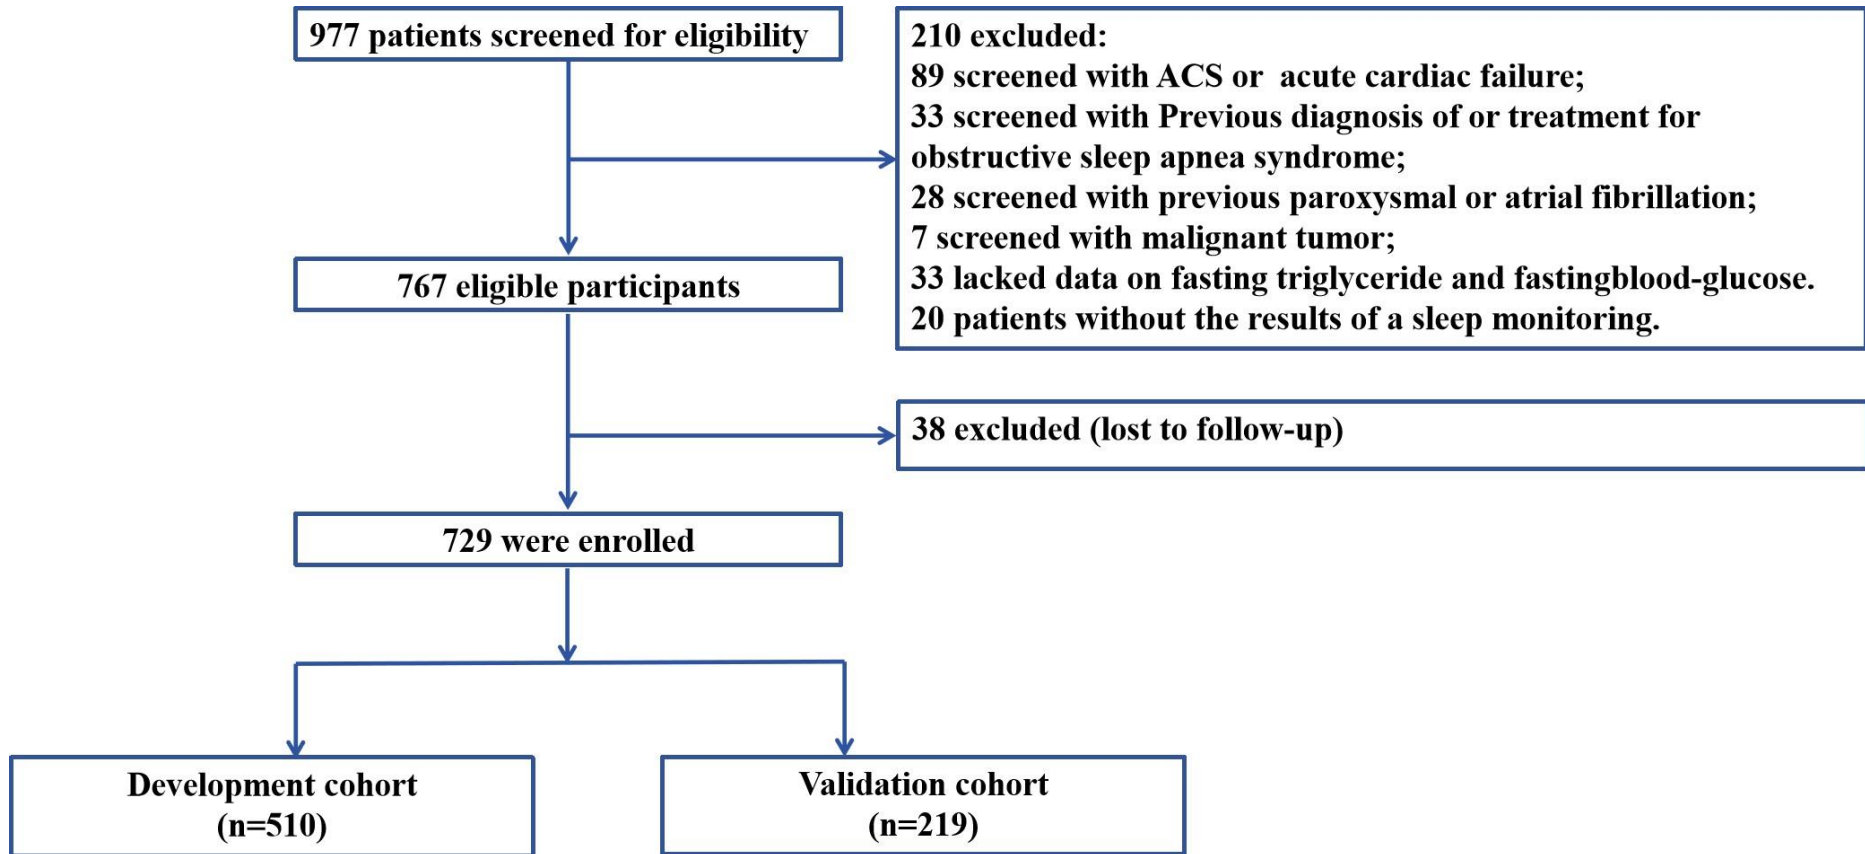 977 patients screened for eligibility
210 excluded:
89 screened with ACS or  acute cardiac failure;
33 screened with Previous diagnosis of or treatment for
obstructive sleep apnea syndrome;
28 screened with previous paroxysmal or atrial fibrillation;
7 screened with malignant tumor;
33 lacked data on fasting triglyceride and fastingblood-glucose.
20 patients without the results of a sleep monitoring.
767 eligible participants
38 excluded (lost to follow-up)
729 were enrolled
Development cohort
(n=510)
Validation cohort
(n=219)